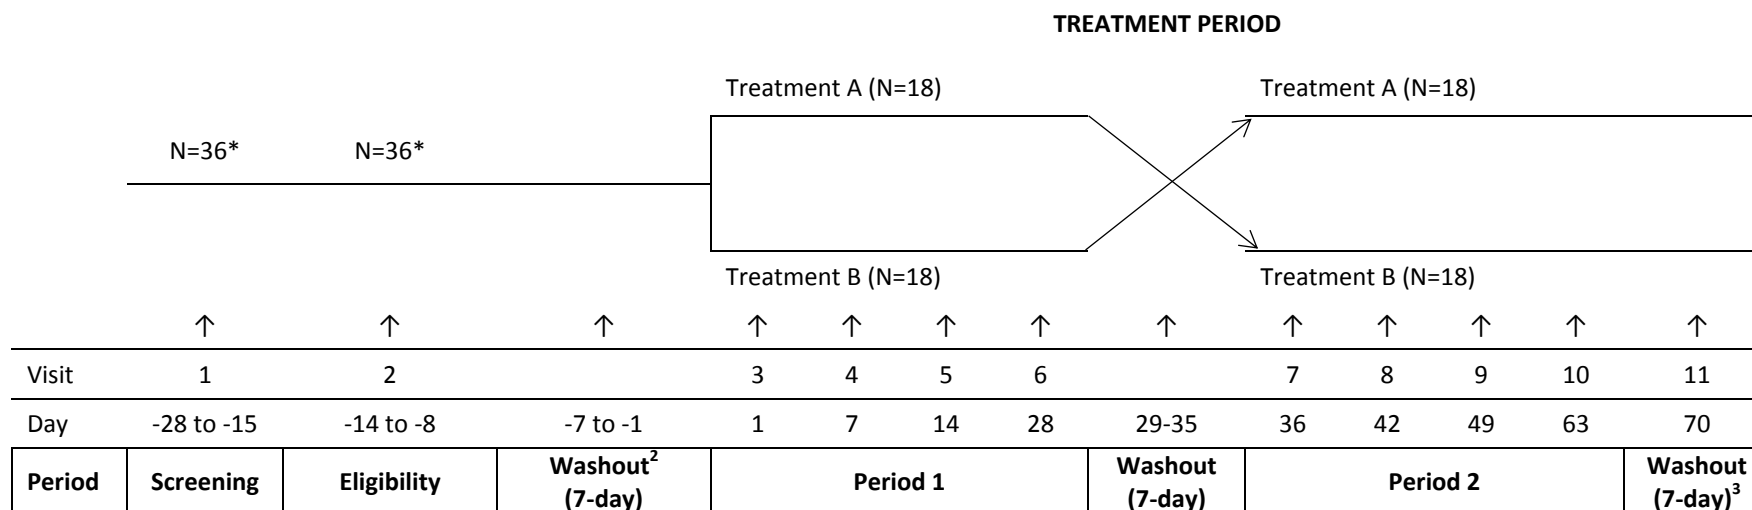 TREATMENT PERIOD
Treatment A (N=18) Treatment A (N=18)
N=36* N=36*
Treatment B (N=18) Treatment B (N=18)
↑ ↑ ↑ ↑ ↑ ↑ ↑ ↑ ↑ ↑ ↑ ↑ ↑
Visit 1 2 3 4 5 6 7 8 9 10 11
Day -28 to -15 -14 to -8 -7 to -1 1 7 14 28 29-35 36 42 49 63 70
Period Screening Eligibility Washout² (7-day) Period 1 Washout (7-day) Period 2 Washout (7-day)³